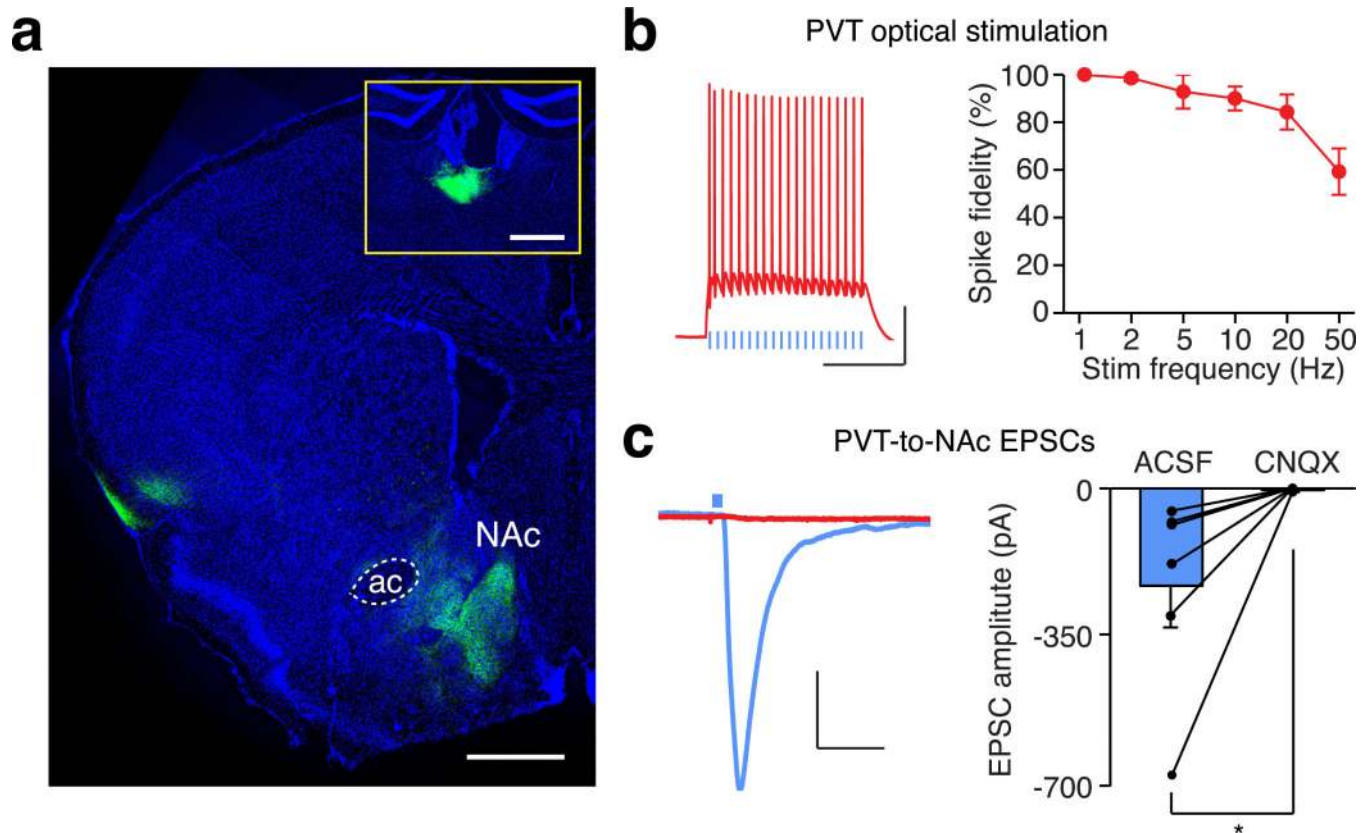 a
NAc
ac
b
PVT optical stimulation
Spike fidelity (%)
100
80
60
40
20
0
1 2 5 10 20 50
Stim frequency (Hz)
c
PVT-to-NAc EPSCs
ACSF CNQX
EPSC amplitude (pA)
0
-350
-700
*